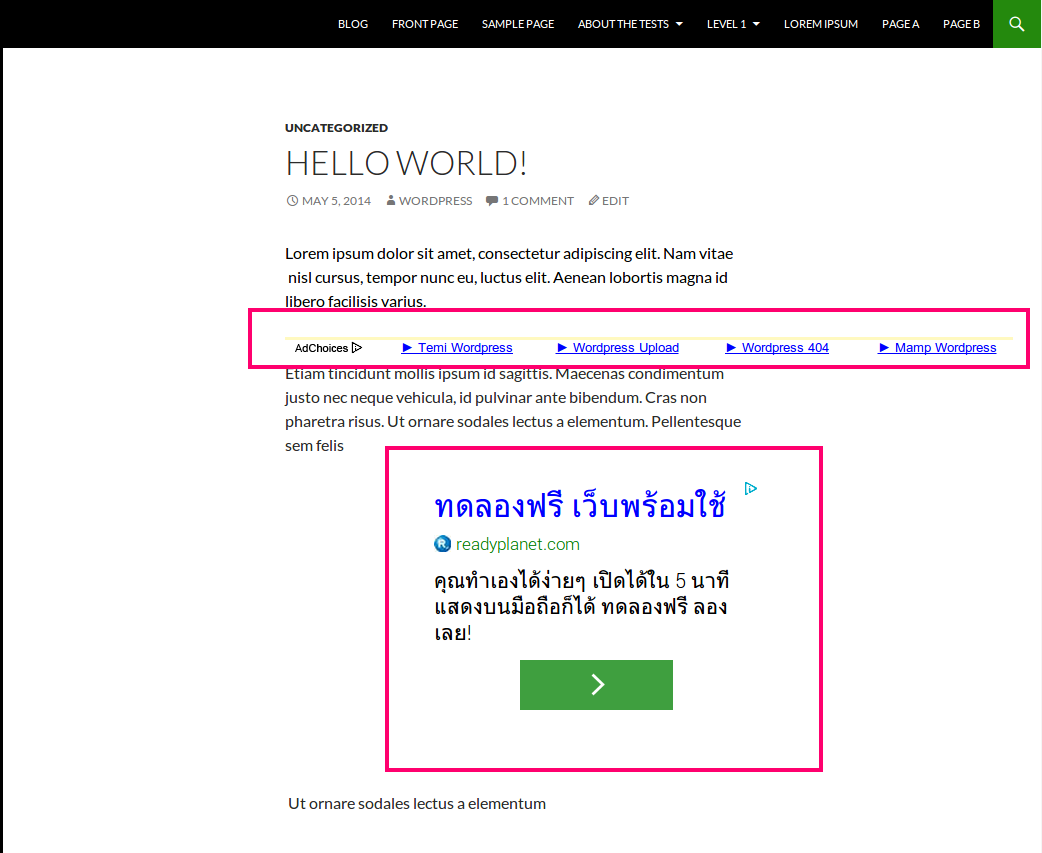 BLOG FRONT PAGE SAMPLE PAGE ABOUT THE TESTS LEVEL 1 LOREM IPSUM PAGE A PAGE B
UNCATEGORIZED
HELLO WORLD!
MAY 5, 2014 WORDPRESS 1 COMMENT EDIT
Lorem ipsum dolor sit amet, consectetur adipiscing elit. Nam vitae
nisl cursus, tempor nunc eu, luctus elit. Aenean lobortis magna id
libero facilisis varius.
AdChoices ► Temi Wordpress ► Wordpress Upload ► Wordpress 404 ► Mamp Wordpress
Etiam tincidunt mollis ipsum id sagittis. Maecenas condimentum
justo nec neque vehicula, id pulvinar ante bibendum. Cras non
pharetra risus. Ut ornare sodales lectus a elementum. Pellentesque
sem felis
ทดลองฟรี เว็บพร้อมใช้
R readyplanet.com
คุณทำเองได้ง่ายๆ เปิดได้ใน 5 นาที
แสดงบนมือถือก็ได้ ทดลองฟรี ลอง
เลย!
Ut ornare sodales lectus a elementum